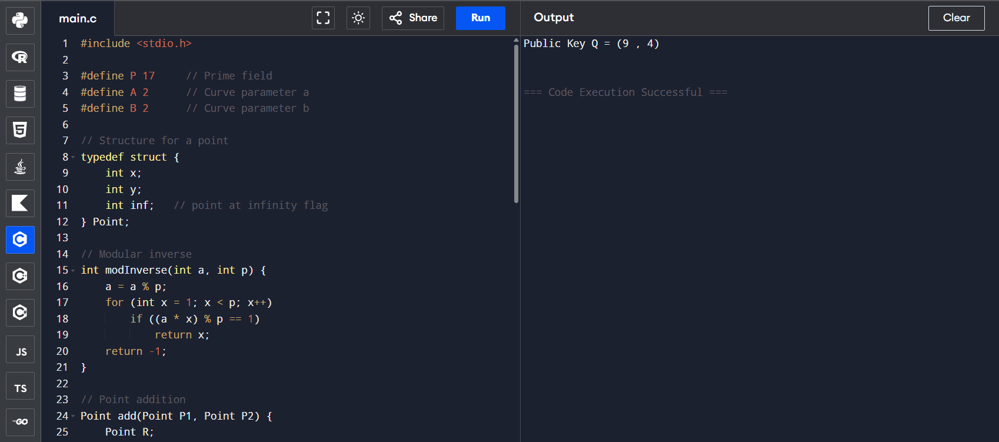 main.c
Share
Run
Output
Clear
1 #include <stdio.h>
2
3 #define P 17     // Prime field
4 #define A 2      // Curve parameter a
5 #define B 2      // Curve parameter b
6
7 // Structure for a point
8 typedef struct {
9     int x;
10     int y;
11     int inf;   // point at infinity flag
12 } Point;
13
14 // Modular inverse
15 int modInverse(int a, int p) {
16     a = a % p;
17     for (int x = 1; x < p; x++)
18         if ((a * x) % p == 1)
19             return x;
20     return -1;
21 }
22
23 // Point addition
24 Point add(Point P1, Point P2) {
25     Point R;
Public Key Q = (9 , 4)
=== Code Execution Successful ===
R
5
C
C++
C#
JS
TS
GO